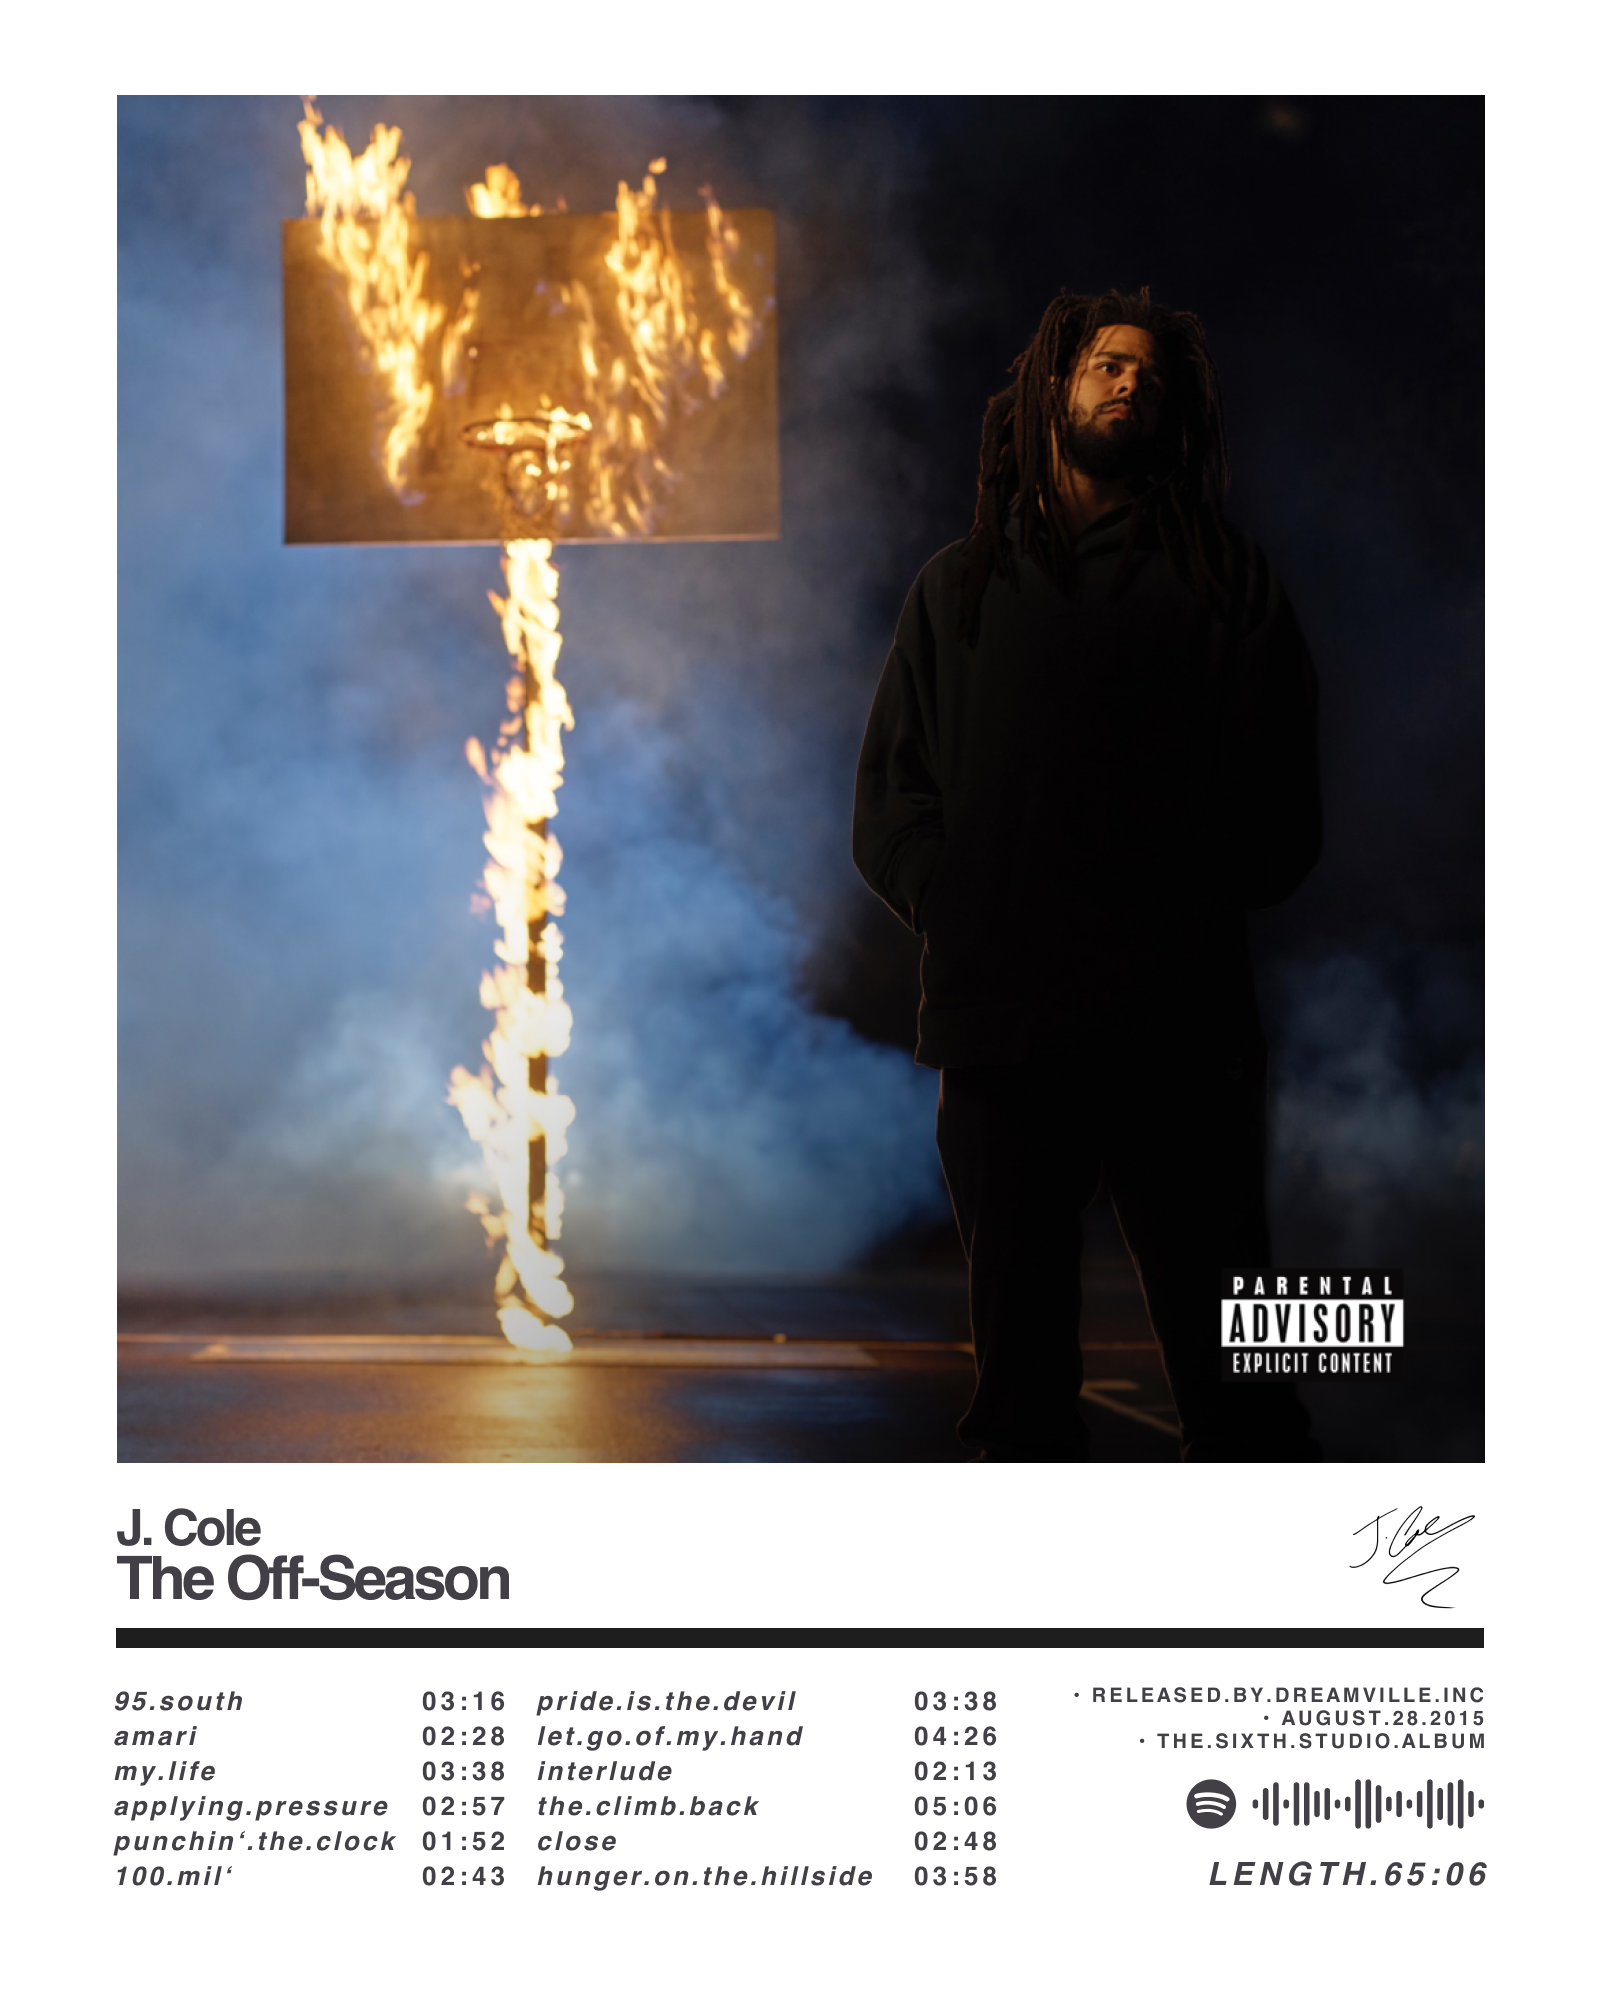 PARENTAL
ADVISORY
EXPLICIT CONTENT
J. Cole
The Off-Season
J. Cole
95.south 03:16
amari 02:28
my.life 03:38
applying.pressure 02:57
punchin‘.the.clock 01:52
100.mil‘ 02:43
pride.is.the.devil 03:38
let.go.of.my.hand 04:26
interlude 02:13
the.climb.back 05:06
close 02:48
hunger.on.the.hillside 03:58
• RELEASED.BY.DREAMVILLE.INC
• AUGUST.28.2015
• THE.SIXTH.STUDIO.ALBUM
LENGTH.65:06